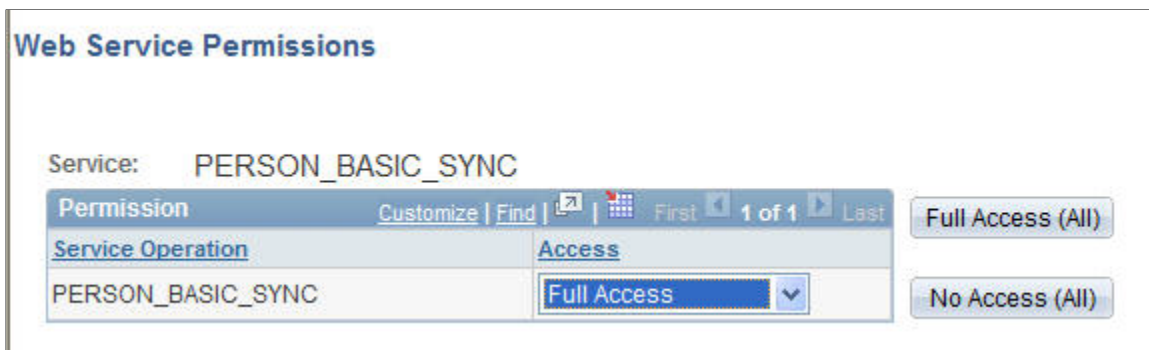 Web Service Permissions
Service: PERSON_BASIC_SYNC
Permission Customize | Find | | First 1 of 1 Last
Full Access (All)
Service Operation Access
PERSON_BASIC_SYNC Full Access
No Access (All)